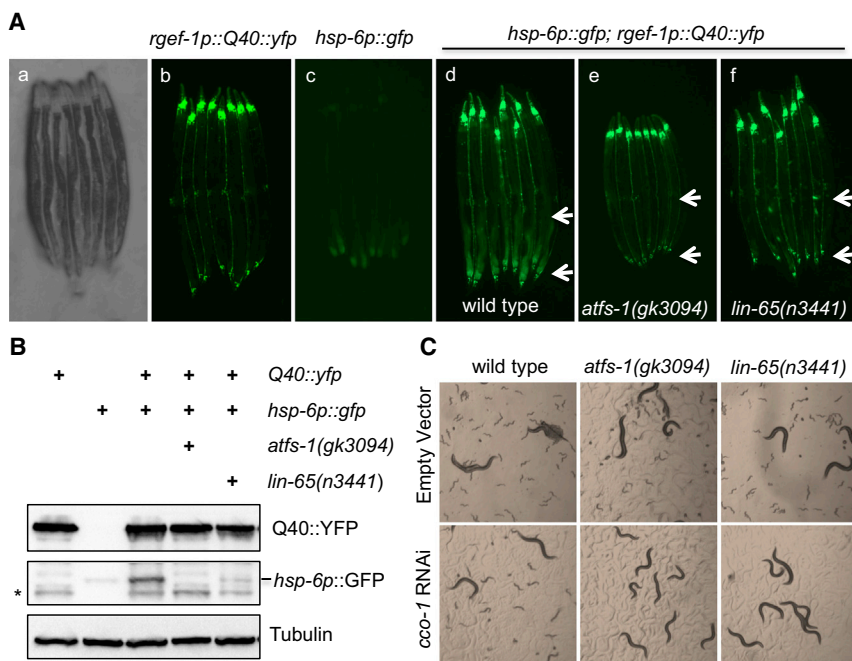 A
rgef-1p::Q40::yfp hsp-6p::gfp hsp-6p::gfp; rgef-1p::Q40::yfp
a b c d e f
wild type atfs-1(gk3094) lin-65(n3441)
B
+ + + + Q40::yfp
+ + + + hsp-6p::gfp
+ atfs-1(gk3094)
+ lin-65(n3441)
Q40::YFP
* hsp-6p::GFP
Tubulin
C
wild type atfs-1(gk3094) lin-65(n3441)
Empty Vector
cco-1 RNAi